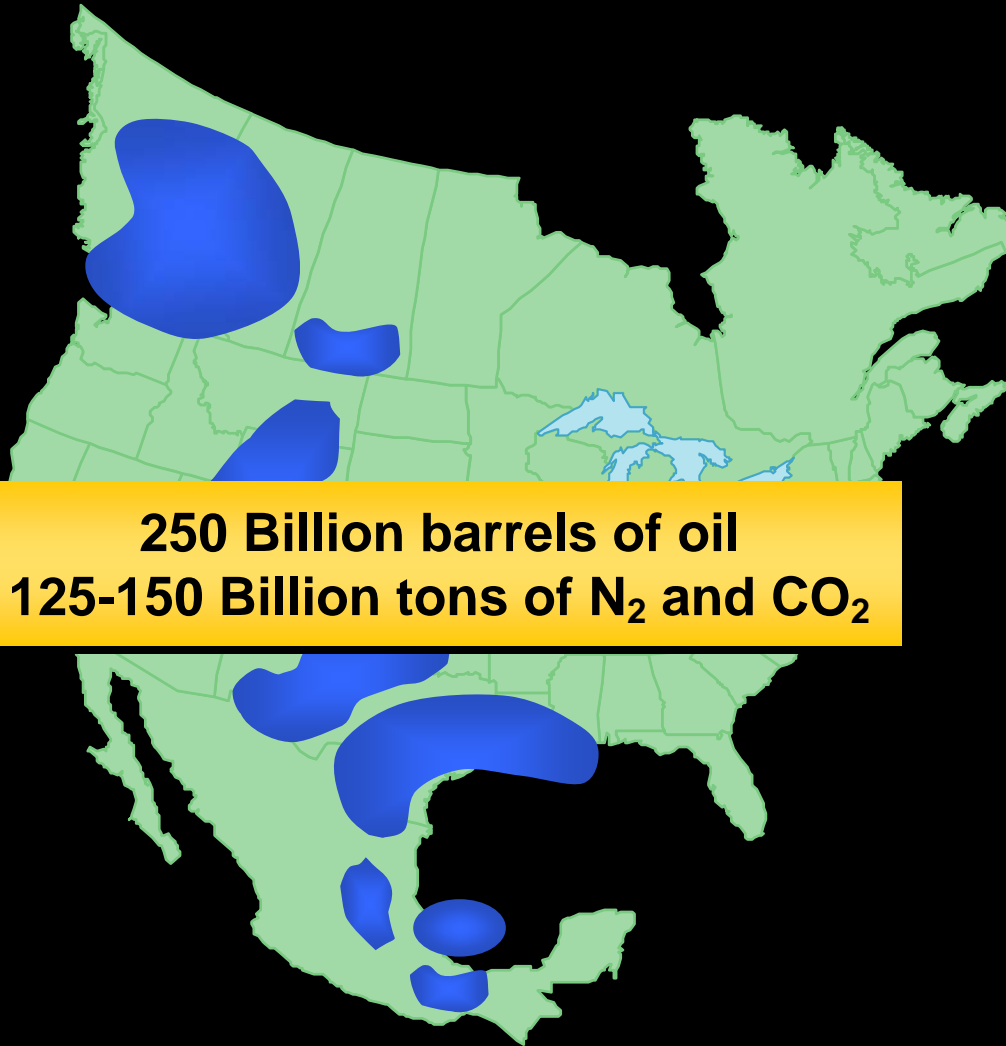 250 Billion barrels of oil
125-150 Billion tons of N₂ and CO₂